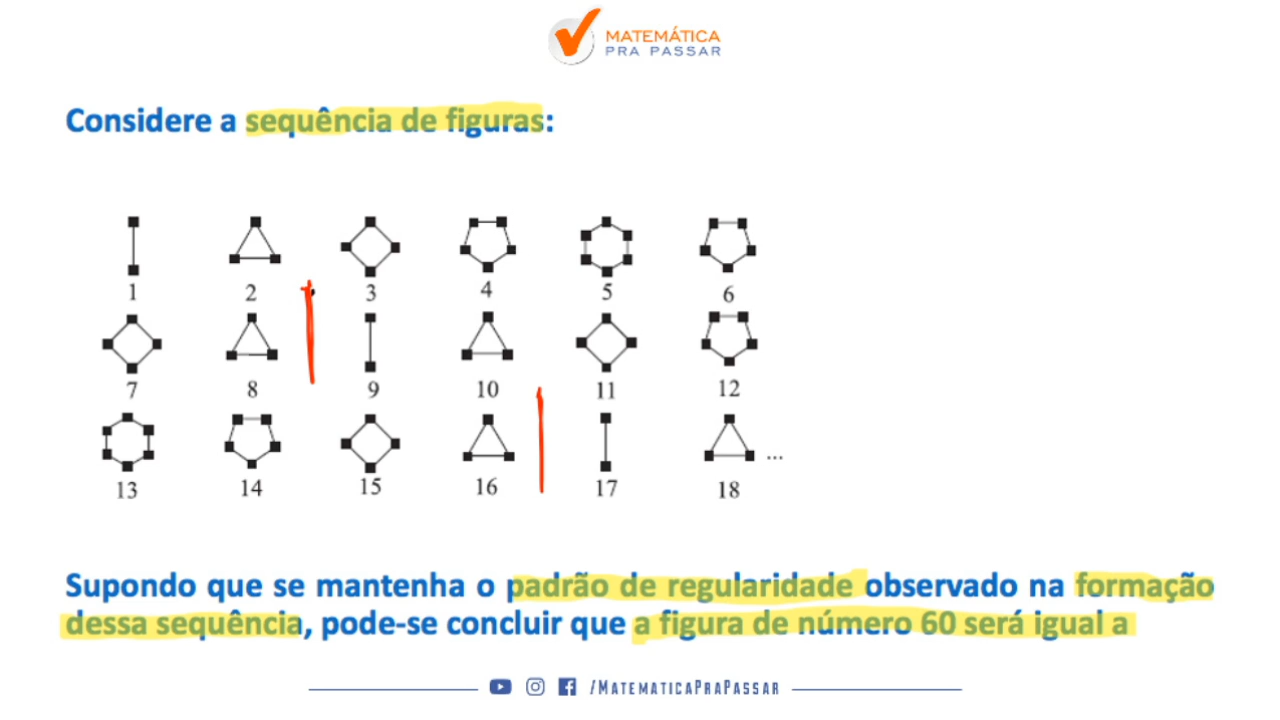 MATEMÁTICA
PRA PASSAR
Considere a sequência de figuras:
1 2 3 4 5 6
7 8 9 10 11 12
13 14 15 16 17 18 ...
Supondo que se mantenha o padrão de regularidade observado na formação
dessa sequência, pode-se concluir que a figura de número 60 será igual a
/MATEMATICAPRAPASSAR